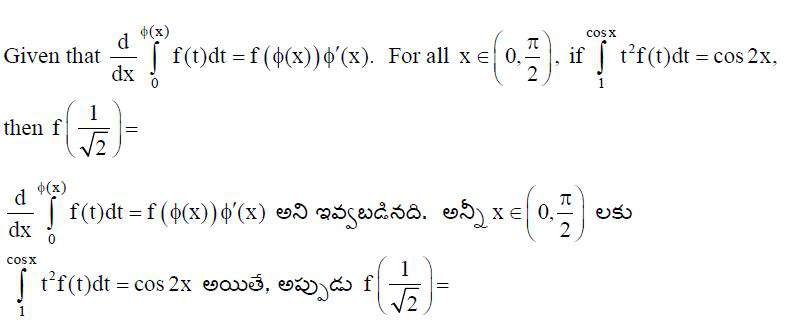 Given that d/dx ∫₀^{ϕ(x)} f(t)dt = f(ϕ(x))ϕ′(x). For all x ∈ (0, π/2), if ∫₁^{cos x} t²f(t)dt = cos 2x,
then f(1/√2) =
d/dx ∫₀^{ϕ(x)} f(t)dt = f(ϕ(x))ϕ′(x) అని ఇవ్వబడినది. అన్నీ x ∈ (0, π/2) లకు
∫₁^{cos x} t²f(t)dt = cos 2x అయితే, అప్పుడు f(1/√2) =